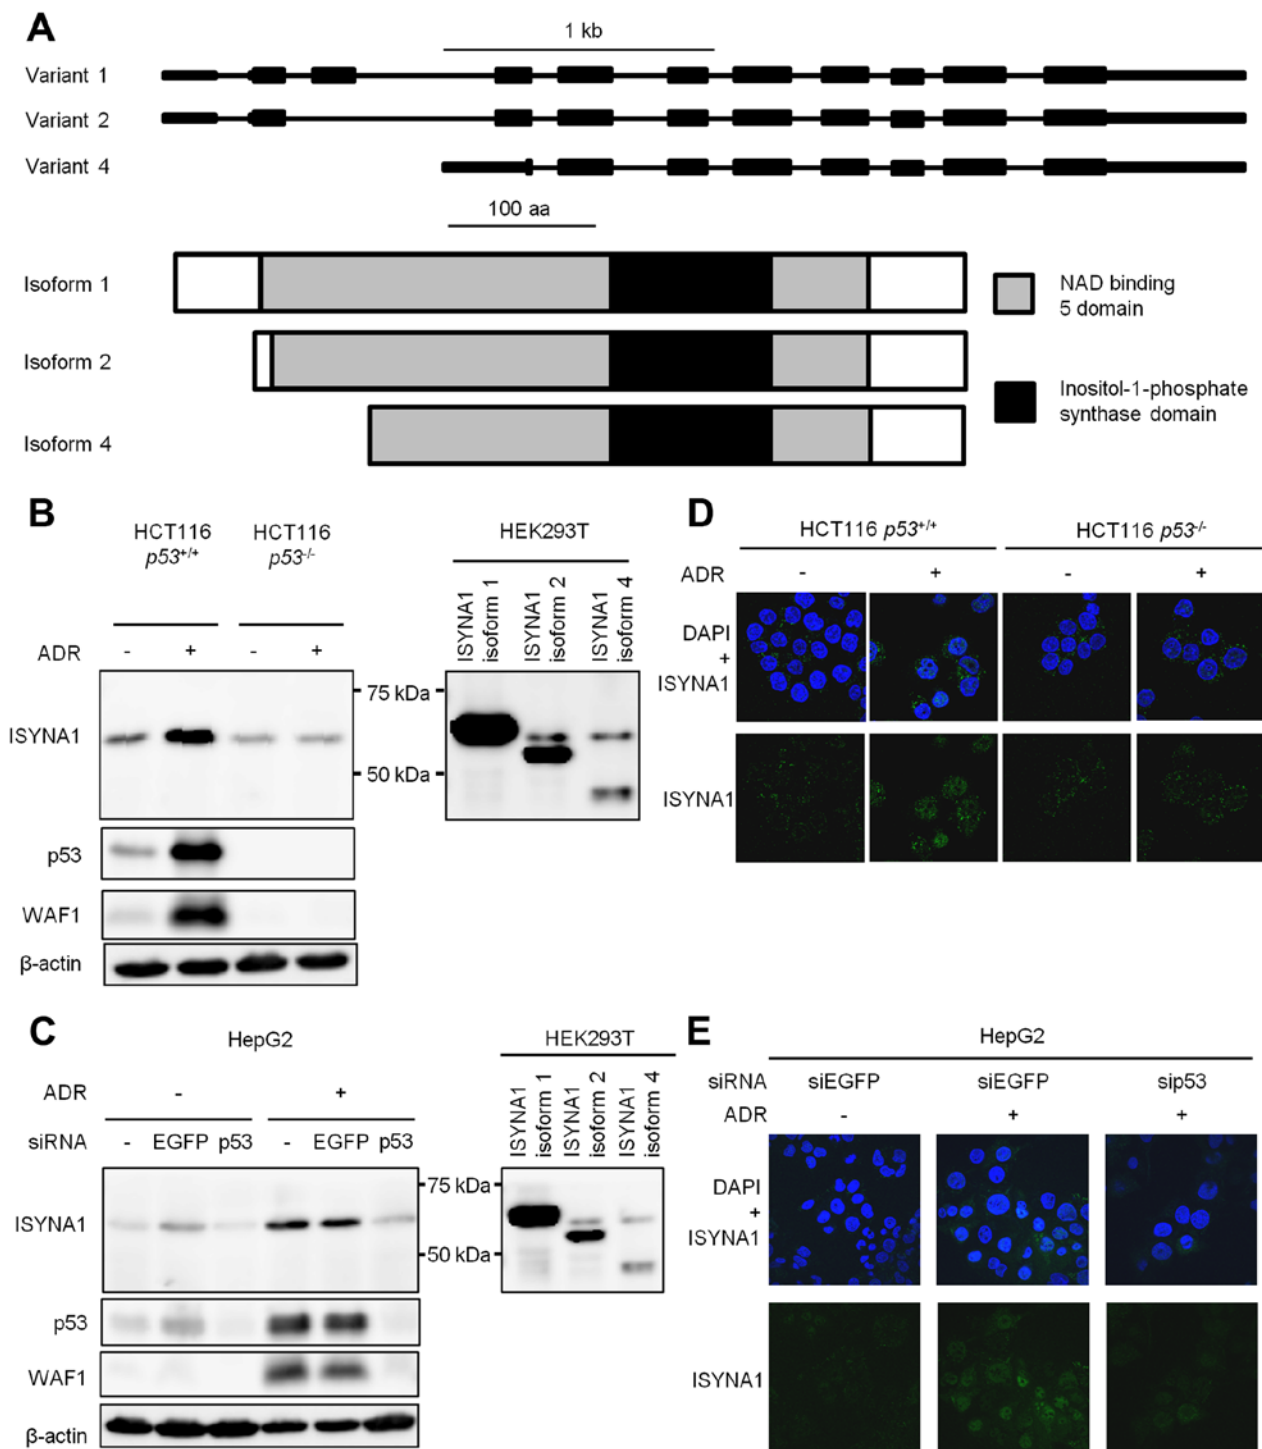 A
1 kb
Variant 1
Variant 2
Variant 4
100 aa
Isoform 1
Isoform 2
Isoform 4
NAD binding
5 domain
Inositol-1-phosphate
synthase domain
B
HCT116
p53+/+
HCT116
p53-/-
ADR
- + - +
ISYNA1
p53
WAF1
β-actin
75 kDa
50 kDa
HEK293T
ISYNA1
isoform 1
ISYNA1
isoform 2
ISYNA1
isoform 4
D
HCT116 p53+/+
HCT116 p53-/-
ADR - + - +
DAPI
+
ISYNA1
ISYNA1
C
HepG2
ADR - +
siRNA - EGFP p53 - EGFP p53
ISYNA1
p53
WAF1
β-actin
75 kDa
50 kDa
HEK293T
ISYNA1
isoform 1
ISYNA1
isoform 2
ISYNA1
isoform 4
E
HepG2
siRNA siEGFP siEGFP sip53
ADR - + +
DAPI
+
ISYNA1
ISYNA1